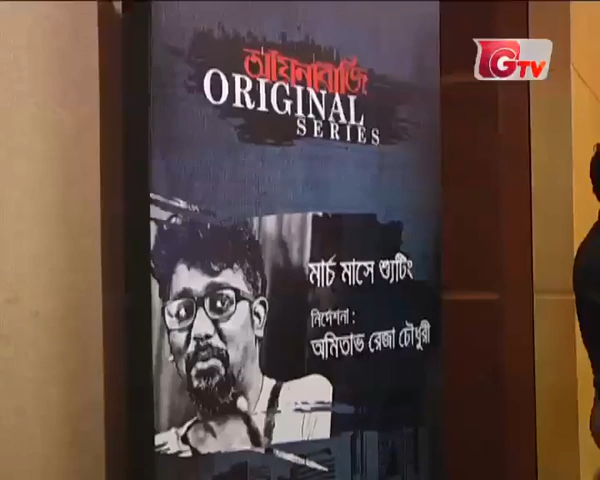 GTV
আয়নাবাজি
ORIGINAL
SERIES
মার্চ মাসে শ্যুটিং
নির্দেশনা :
অমিতাভ রেজা চৌধুরী